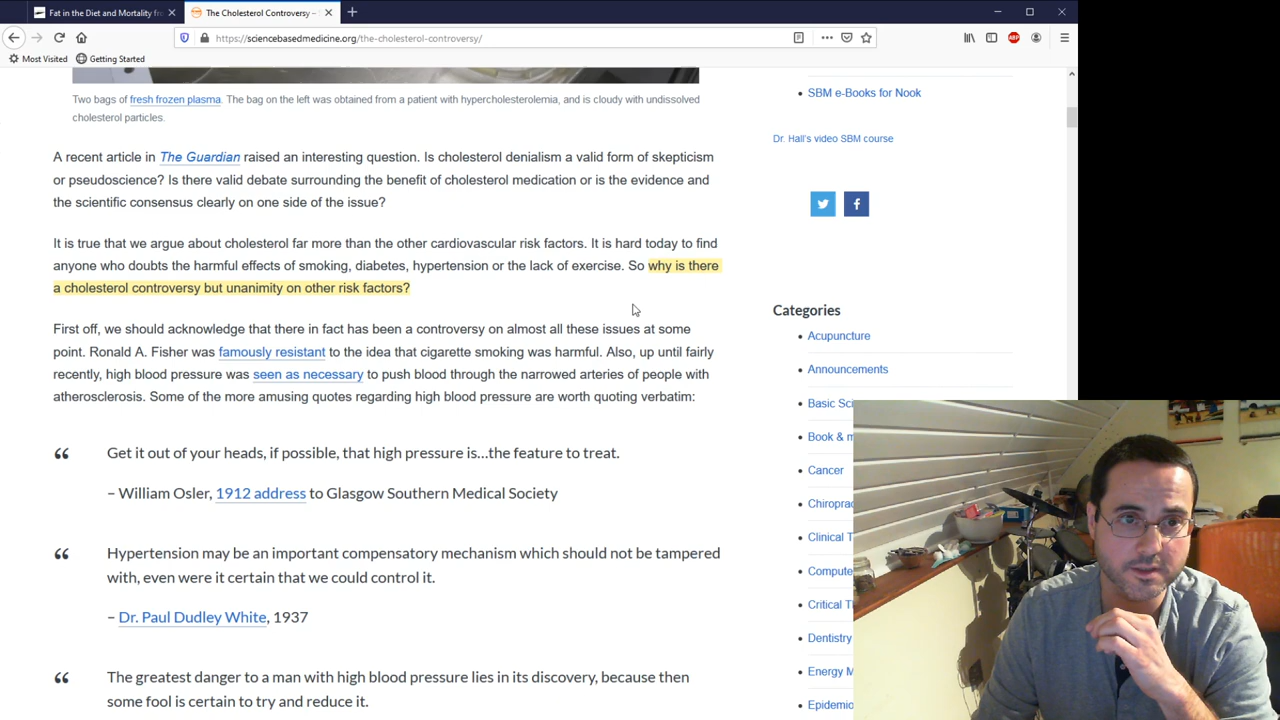 Fat in the Diet and Mortality fr
The Cholesterol Controversy –
https://sciencebasedmedicine.org/the-cholesterol-controversy/
ABP
Most Visited
Getting Started
Two bags of fresh frozen plasma. The bag on the left was obtained from a patient with hypercholesterolemia, and is cloudy with undissolved
cholesterol particles.
A recent article in The Guardian raised an interesting question. Is cholesterol denialism a valid form of skepticism
or pseudoscience? Is there valid debate surrounding the benefit of cholesterol medication or is the evidence and
the scientific consensus clearly on one side of the issue?
It is true that we argue about cholesterol far more than the other cardiovascular risk factors. It is hard today to find
anyone who doubts the harmful effects of smoking, diabetes, hypertension or the lack of exercise. So why is there
a cholesterol controversy but unanimity on other risk factors?
First off, we should acknowledge that there in fact has been a controversy on almost all these issues at some
point. Ronald A. Fisher was famously resistant to the idea that cigarette smoking was harmful. Also, up until fairly
recently, high blood pressure was seen as necessary to push blood through the narrowed arteries of people with
atherosclerosis. Some of the more amusing quotes regarding high blood pressure are worth quoting verbatim:
“ Get it out of your heads, if possible, that high pressure is…the feature to treat.
– William Osler, 1912 address to Glasgow Southern Medical Society
“ Hypertension may be an important compensatory mechanism which should not be tampered
with, even were it certain that we could control it.
– Dr. Paul Dudley White, 1937
“ The greatest danger to a man with high blood pressure lies in its discovery, because then
some fool is certain to try and reduce it.
• SBM e-Books for Nook
Dr. Hall's video SBM course
Categories
• Acupuncture
• Announcements
• Basic Sci
• Book & m
• Cancer
• Chiroprac
• Clinical T
• Compute
• Critical Th
• Dentistry
• Energy M
• Epidemio